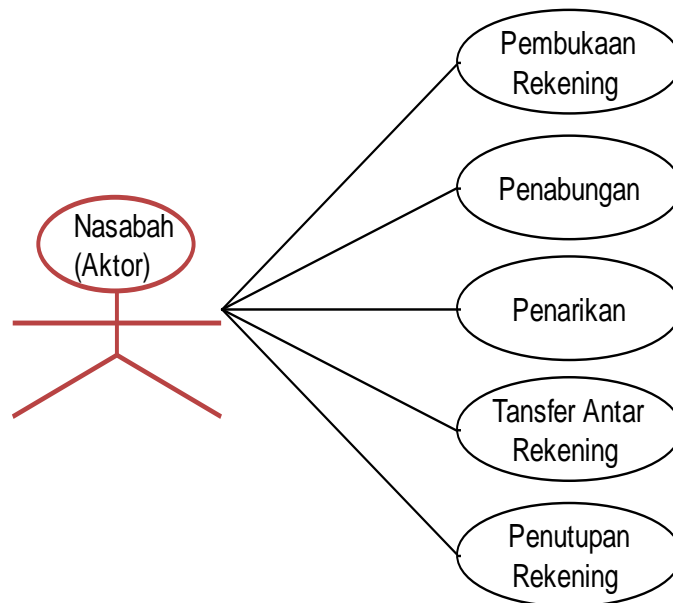 Pembukaan
Rekening
Penabungan
Nasabah
(Aktor)
Penarikan
Tansfer Antar
Rekening
Penutupan
Rekening